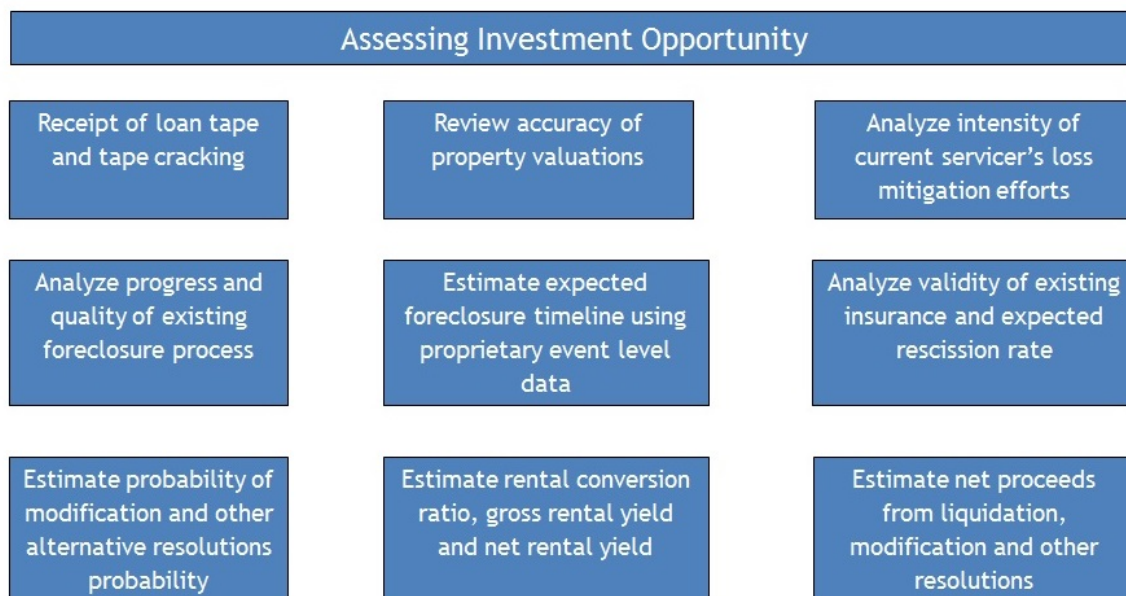 Assessing Investment Opportunity
Receipt of loan tape
and tape cracking
Review accuracy of
property valuations
Analyze intensity of
current servicer's loss
mitigation efforts
Analyze progress and
quality of existing
foreclosure process
Estimate expected
foreclosure timeline using
proprietary event level
data
Analyze validity of existing
insurance and expected
rescission rate
Estimate probability of
modification and other
alternative resolutions
probability
Estimate rental conversion
ratio, gross rental yield
and net rental yield
Estimate net proceeds
from liquidation,
modification and other
resolutions